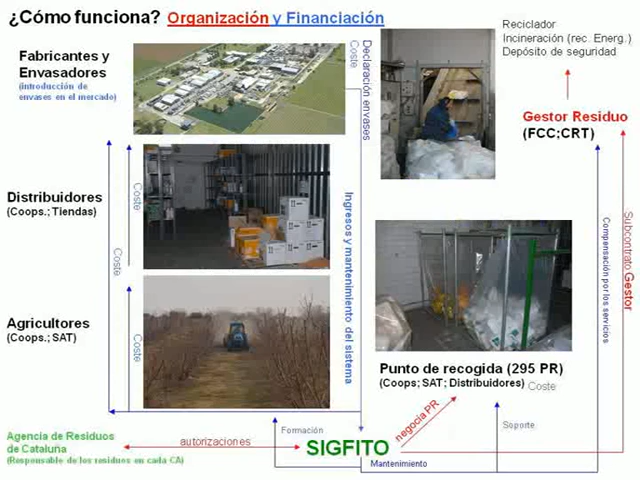 ¿Cómo funciona? Organización y Financiación
Reciclador
Incineración (rec. Energ.)
Depósito de seguridad
Fabricantes y
Envasadores
(introducción de
envases en el mercado)
Declaración envases
Coste
Gestor Residuo
(FCC;CRT)
Distribuidores
(Coops.; Tiendas)
Coste
Coste
Ingresos y mantenimiento del sistema
Compensación por los servicios
Subcontrato Gestor
Agricultores
(Coops.; SAT)
Coste
Punto de recogida (295 PR)
(Coops; SAT; Distribuidores) Coste
negocia PR
Formación
Soporte
Agencia de Residuos
de Cataluña
(Responsable de los residuos en cada CA)
autorizaciones
SIGFITO
Mantenimiento